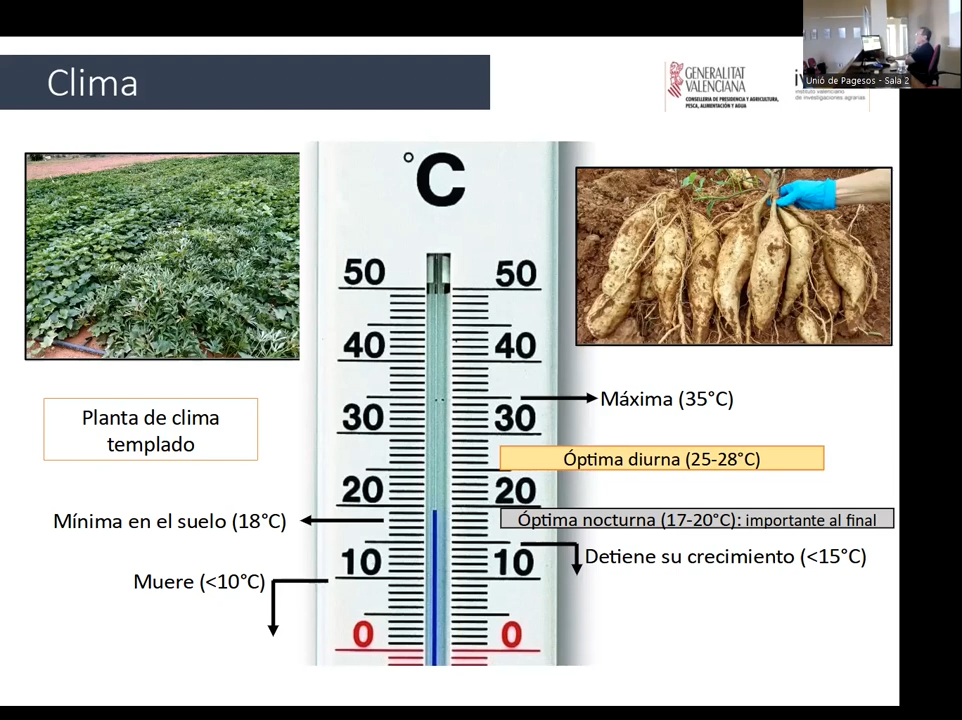 Clima
GENERALITAT
VALENCIANA
CONSELLERIA DE PRESIDENCIA Y AGRICULTURA,
PESCA, ALIMENTACIÓN Y AGUA
Unió de Pagesos - Sala 2
instituto valenciano
de investigaciones agrarias
°C
50 50
40 40
30 30
20 20
10 10
0 0
Planta de clima
templado
Máxima (35°C)
Óptima diurna (25-28°C)
Mínima en el suelo (18°C)
Óptima nocturna (17-20°C): importante al final
Detiene su crecimiento (<15°C)
Muere (<10°C)